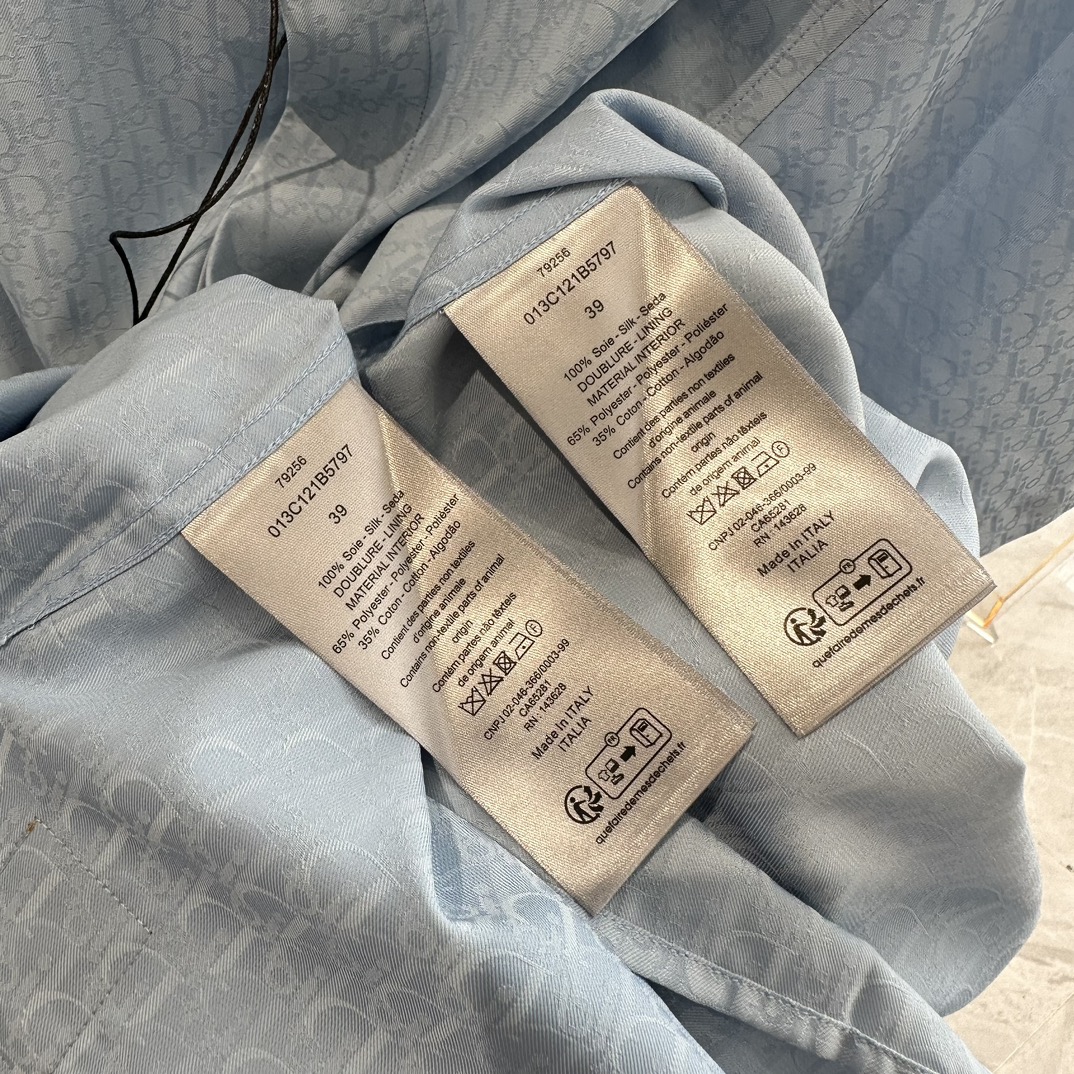 79256
013C121B5797
39
100% Soie - Silk - Seda
DOUBLURE - LINING
MATERIAL INTERIOR
65% Polyester - Polyester - Poliéster
35% Coton - Cotton - Algodão
Contient des parties non textiles
d'origine animale
Contains non-textile parts of animal
origin
Contém partes não têxteis
de origem animal
F
CNPJ 02-046-366/0003-99
CA65281
RN : 143628
Made In ITALY
ITALIA
FR
quefairedemesdechets.fr
79256
013C121B5797
39
100% Soie - Silk - Seda
DOUBLURE - LINING
MATERIAL INTERIOR
65% Polyester - Polyester - Poliéster
35% Coton - Cotton - Algodão
Contient des parties non textiles
d'origine animale
Contains non-textile parts of animal
origin
Contém partes não têxteis
de origem animal
F
CNPJ 02-046-366/0003-99
CA65281
RN : 143628
Made In ITALY
ITALIA
FR
quefairedemesdechets.fr
Dior